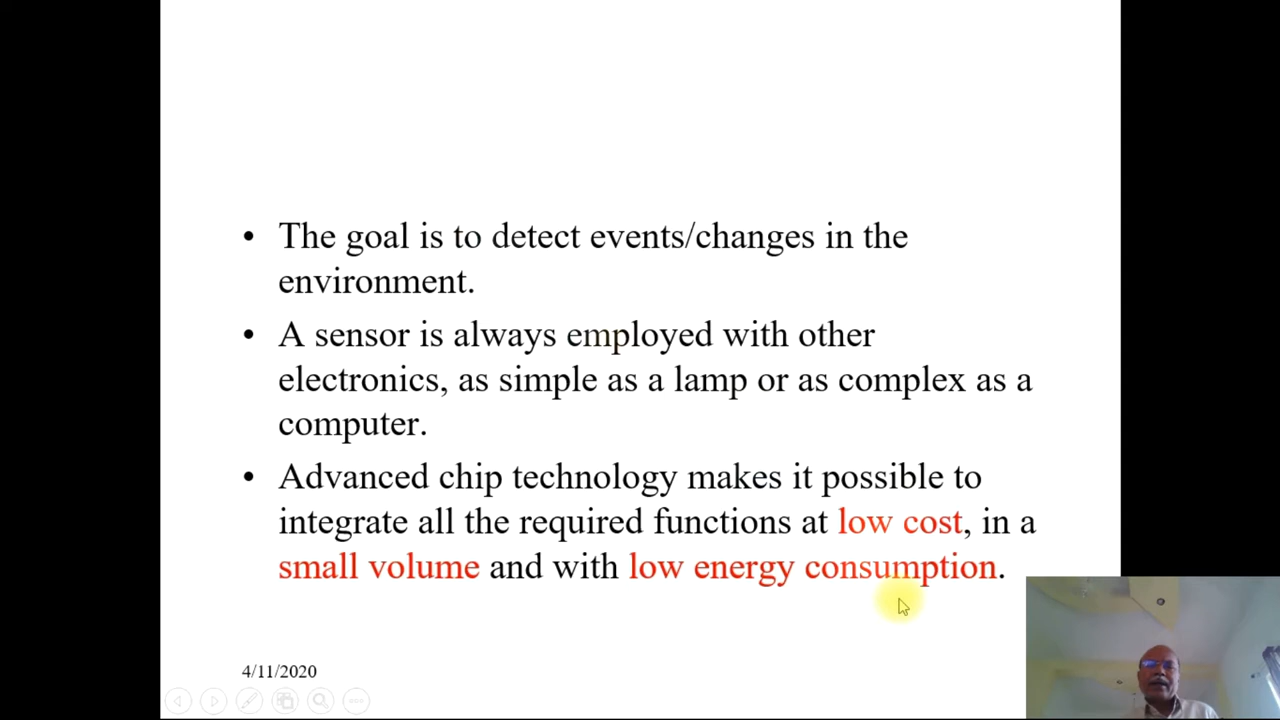 • The goal is to detect events/changes in the
environment.
• A sensor is always employed with other
electronics, as simple as a lamp or as complex as a
computer.
• Advanced chip technology makes it possible to
integrate all the required functions at low cost, in a
small volume and with low energy consumption.
4/11/2020